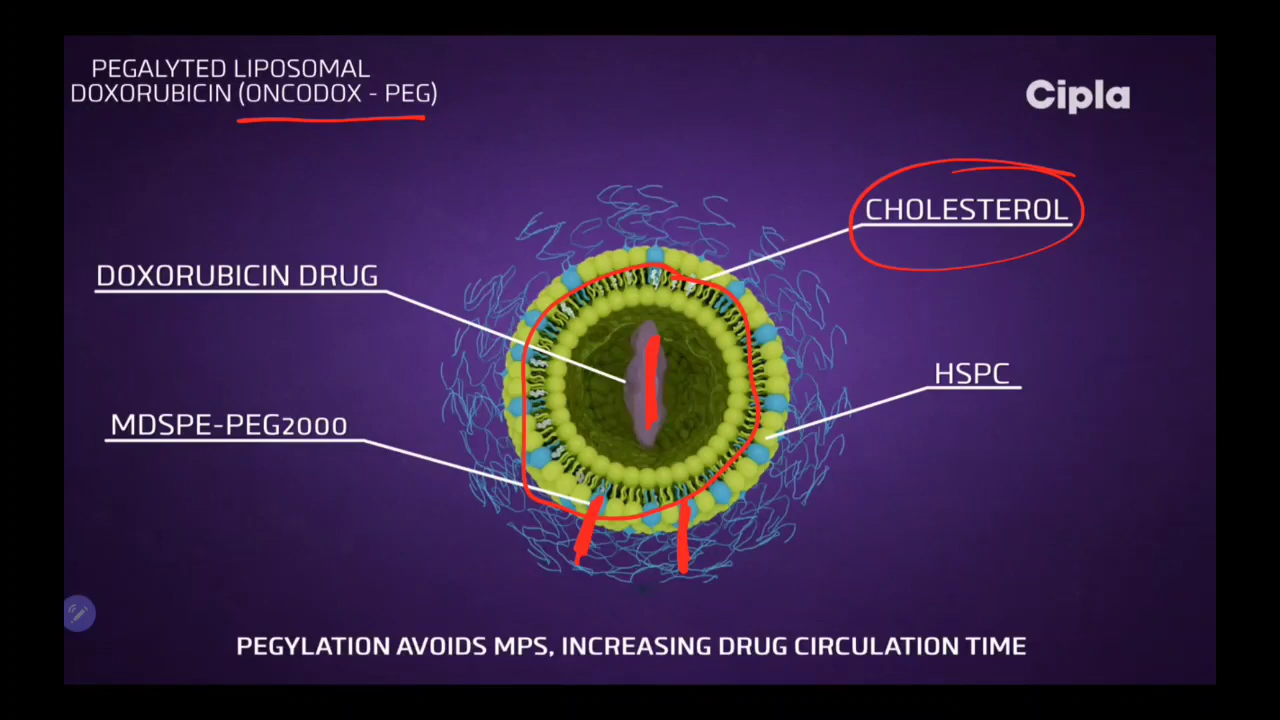 PEGALYTED LIPOSOMAL
DOXORUBICIN (ONCODOX - PEG)
Cipla
CHOLESTEROL
DOXORUBICIN DRUG
HSPC
MDSPE-PEG2000
PEGYLATION AVOIDS MPS, INCREASING DRUG CIRCULATION TIME